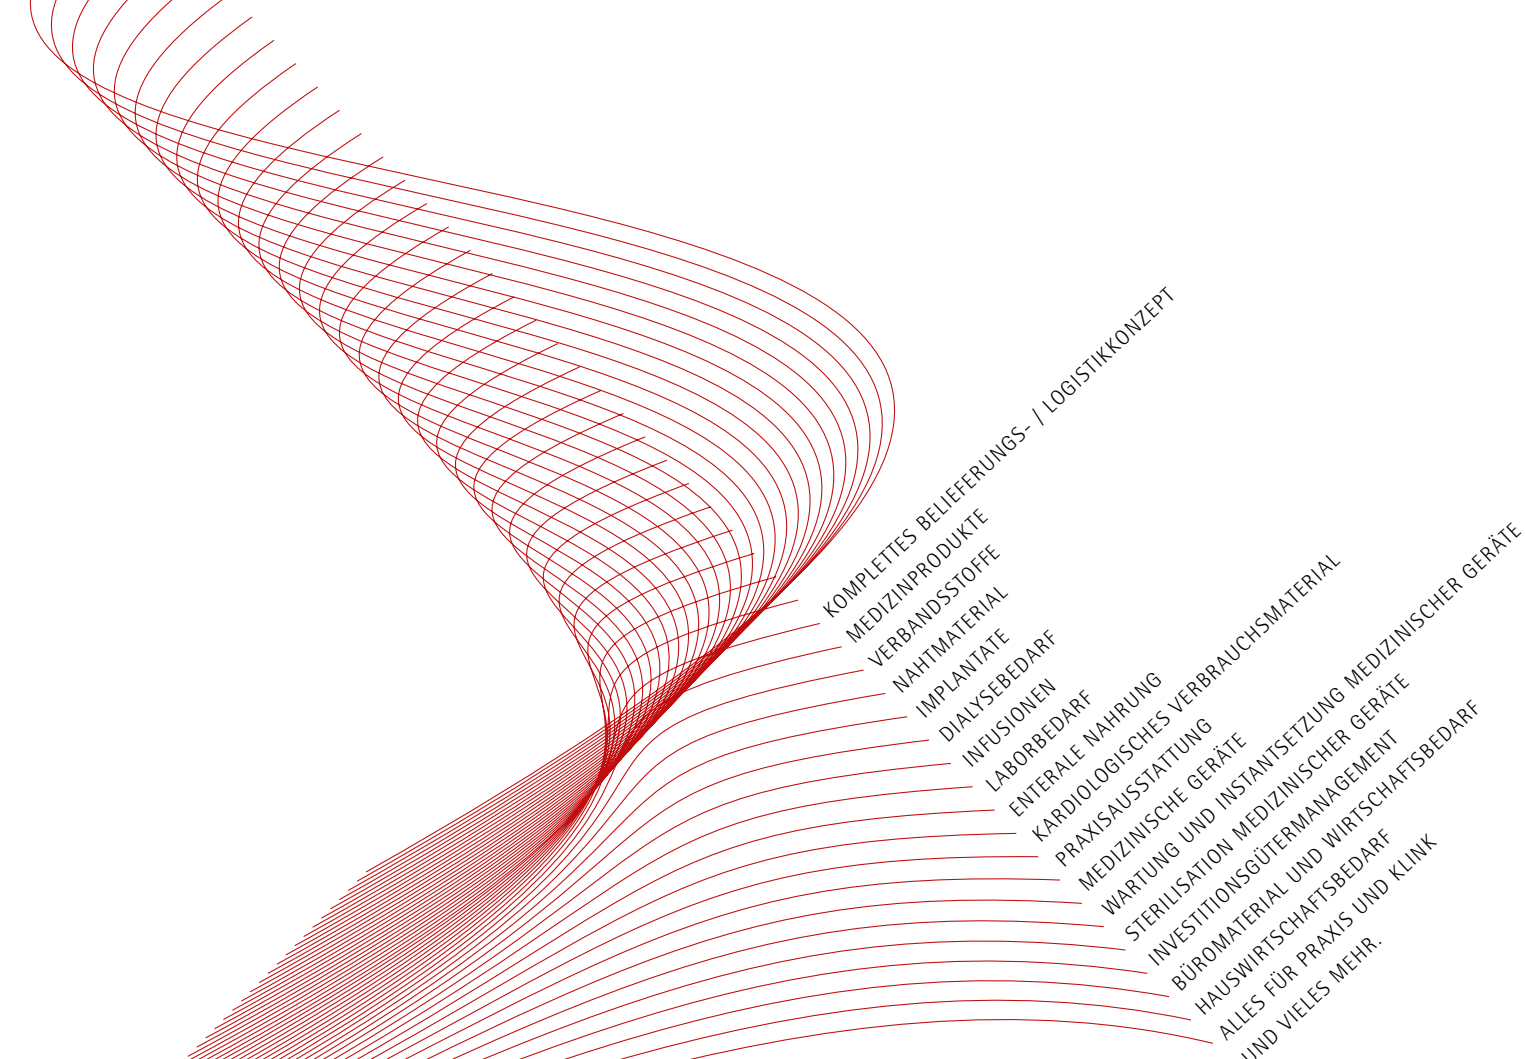 KOMPLETTES BELIEFERUNGS- / LOGISTIKKONZEPT
MEDIZINPRODUKTE
VERBANDSSTOFFE
NAHTMATERIAL
IMPLANTATE
DIALYSEBEDARF
INFUSIONEN
LABORBEDARF
ENTERALE NAHRUNG
KARDIOLOGISCHES VERBRAUCHSMATERIAL
PRAXISAUSSTATTUNG
MEDIZINISCHE GERÄTE
WARTUNG UND INSTANTSETZUNG MEDIZINISCHER GERÄTE
STERILISATION MEDIZINISCHER GERÄTE
INVESTITIONSGÜTERMANAGEMENT
BÜROMATERIAL UND WIRTSCHAFTSBEDARF
HAUSWIRTSCHAFTSBEDARF
ALLES FÜR PRAXIS UND KLINK
UND VIELES MEHR.